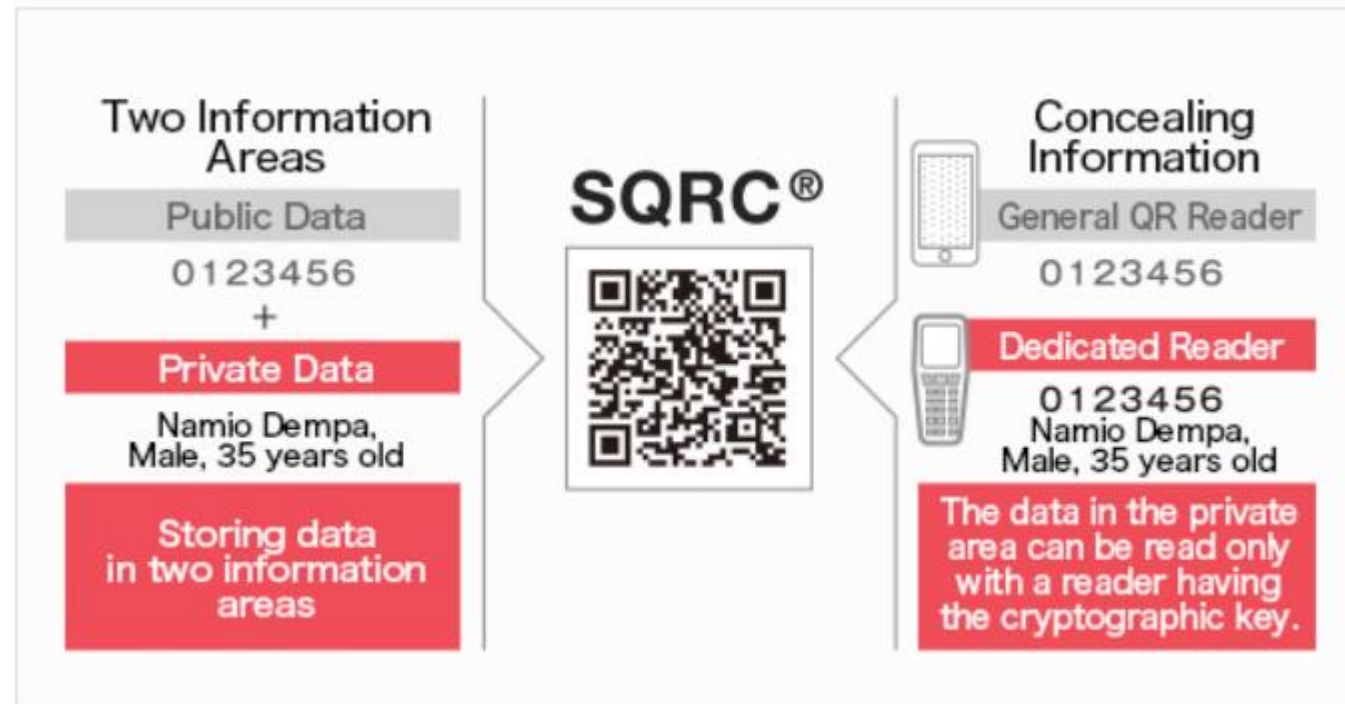 Two Information
Areas
Public Data
0123456
+
Private Data
Namio Dempa,
Male, 35 years old
Storing data
in two information
areas
SQRC®
Concealing
Information
General QR Reader
0123456
Dedicated Reader
0123456
Namio Dempa,
Male, 35 years old
The data in the private
area can be read only
with a reader having
the cryptographic key.